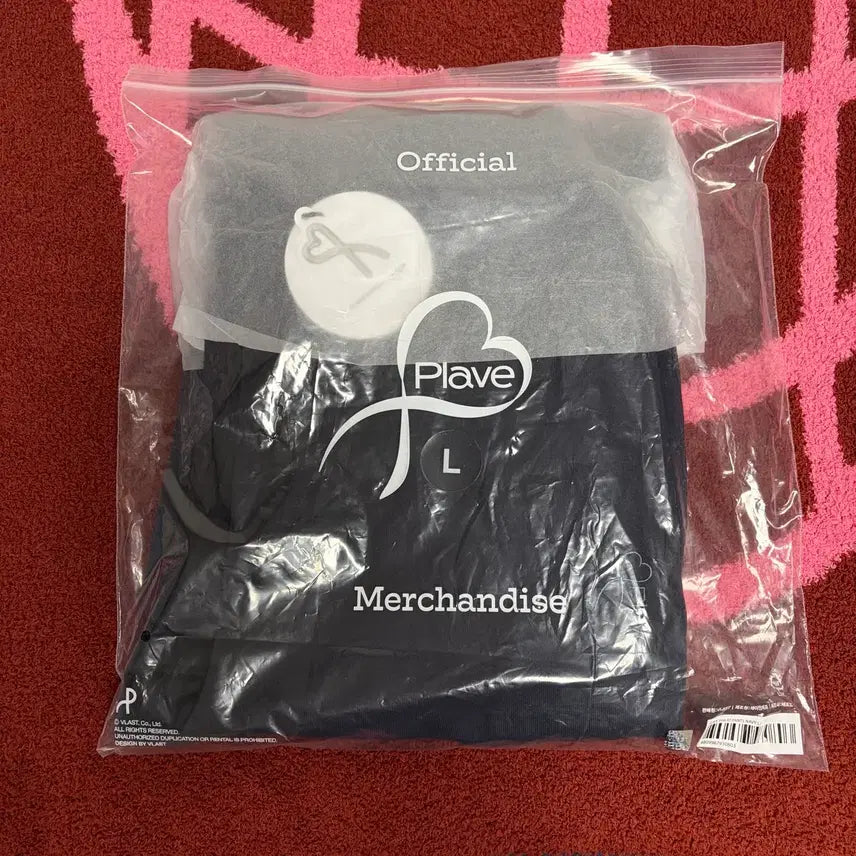 Official
Plave
L
Merchandise
© VLAST. Co., Ltd.
ALL RIGHTS RESERVED.
UNAUTHORIZED DUPLICATION OR RENTAL IS PROHIBITED.
DESIGN BY VLAST